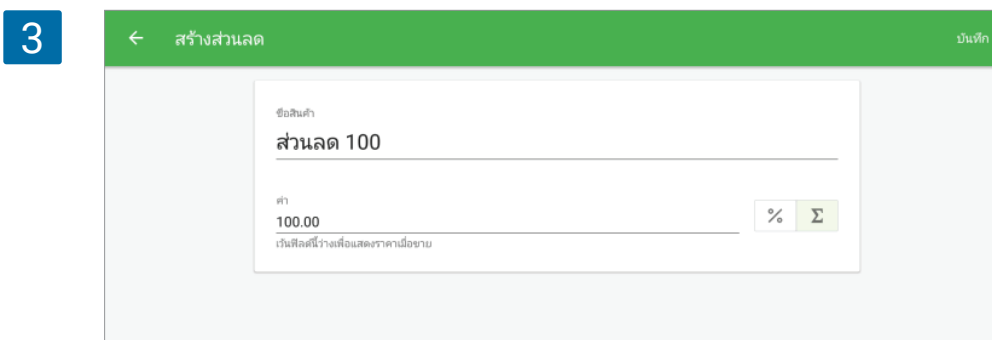 3
← สร้างส่วนลด
บันทึก
ชื่อสินค้า
ส่วนลด 100
ค่า
100.00
% Σ
เว้นฟิลด์นี้ว่างเพื่อแสดงราคาเมื่อขาย